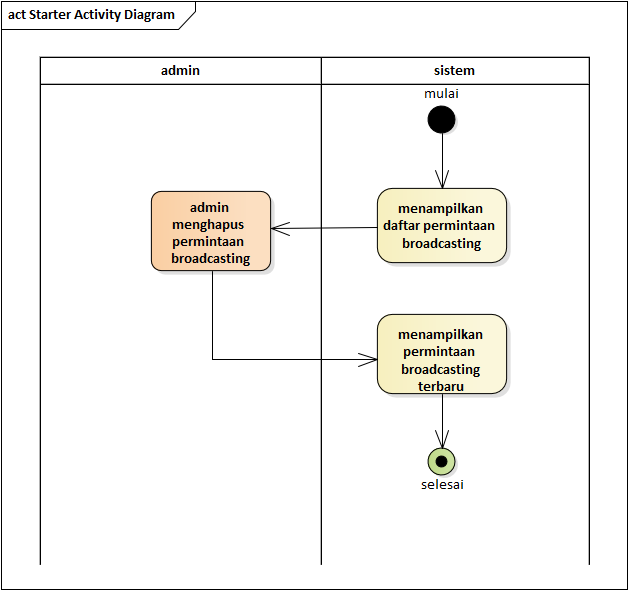 act Starter Activity Diagram
admin
sistem
mulai
menampilkan
daftar permintaan
broadcasting
admin
menghapus
permintaan
broadcasting
menampilkan
permintaan
broadcasting
terbaru
selesai